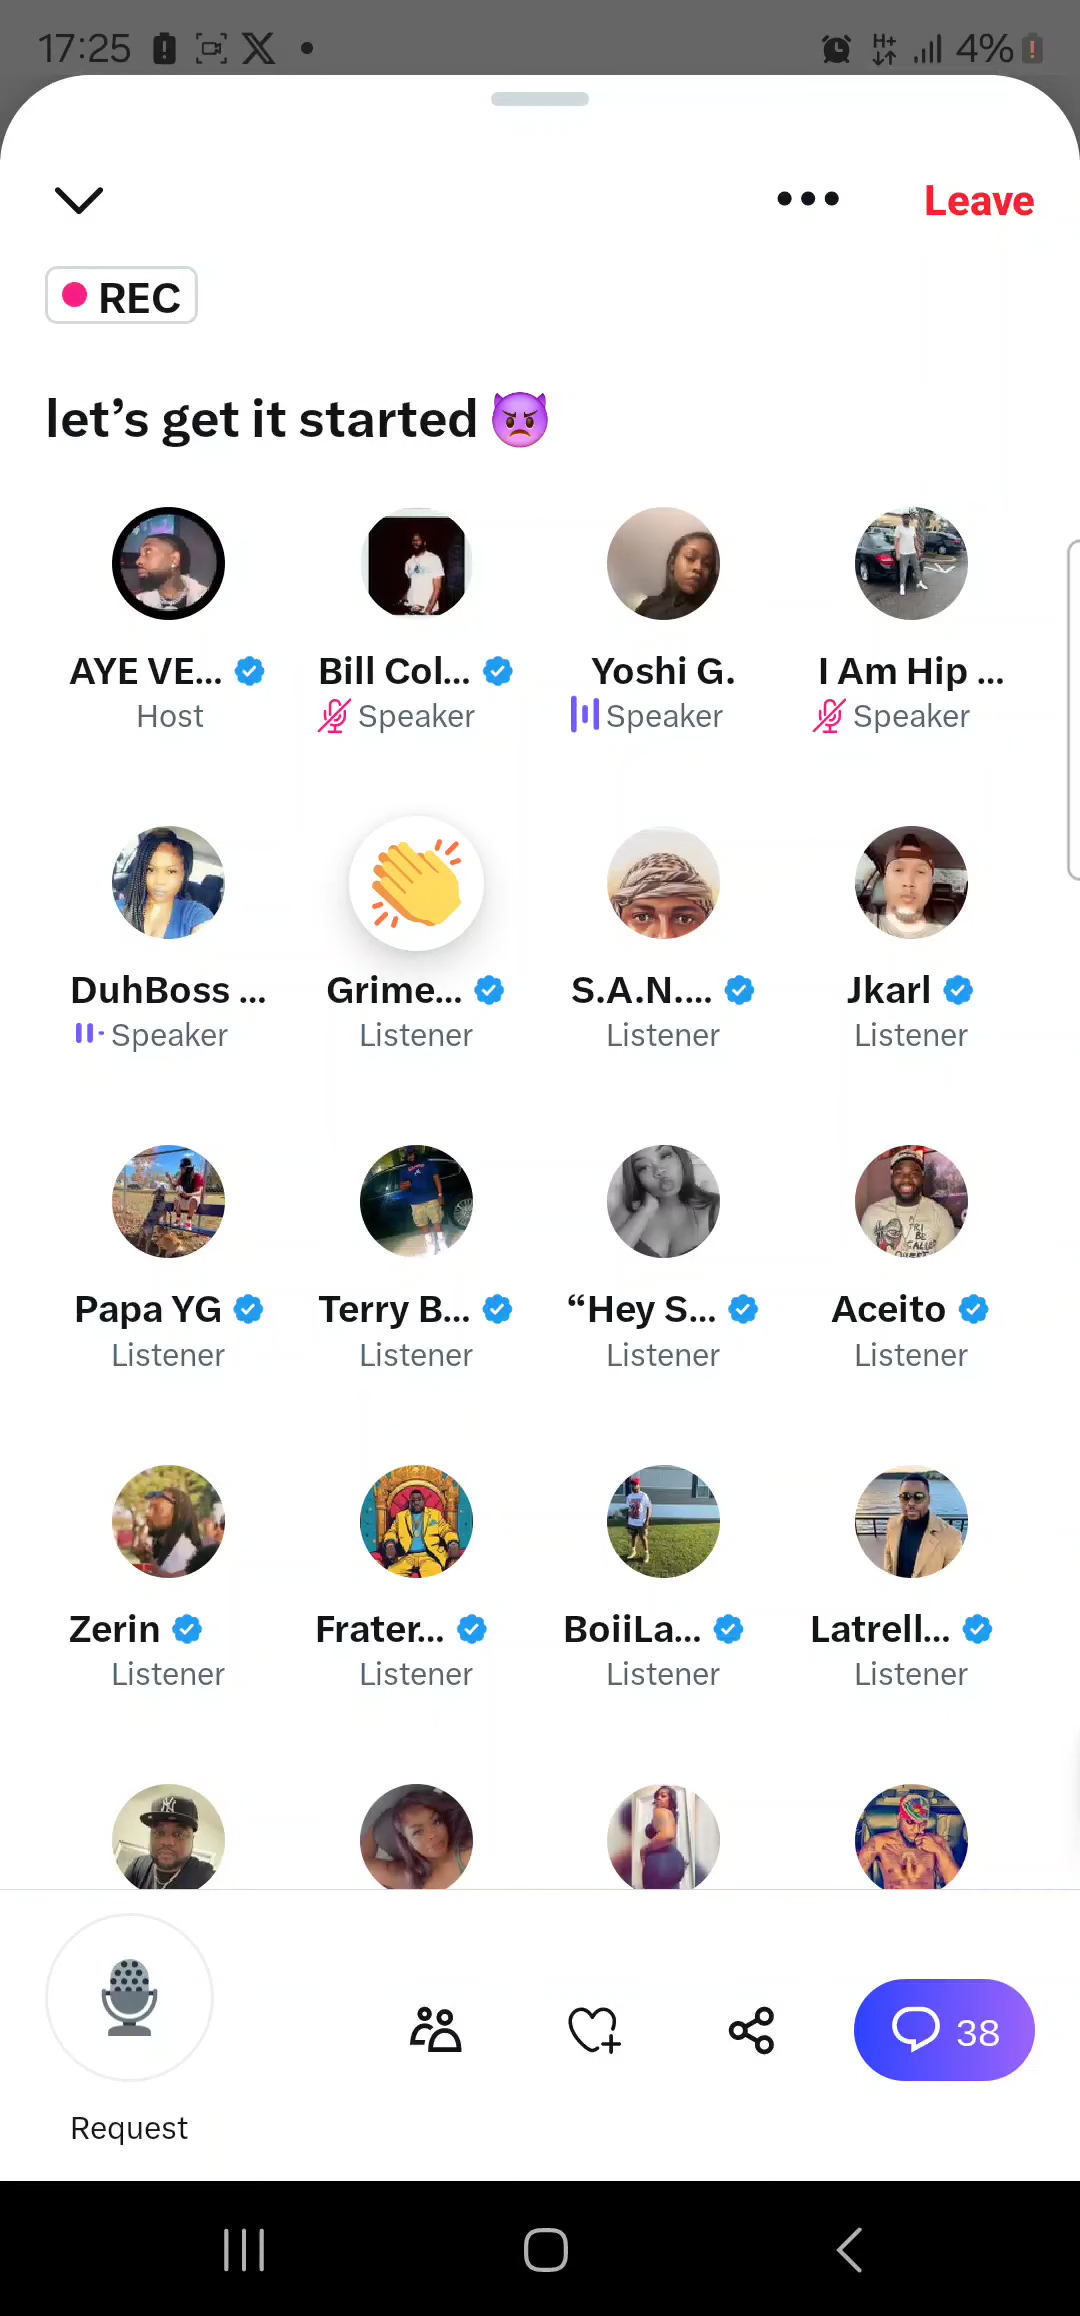 17:25
4%
Leave
REC
let’s get it started 😈
AYE VE... Bill Col... Yoshi G. I Am Hip ...
Host Speaker Speaker Speaker
DuhBoss ... Grime... S.A.N.... Jkarl
Speaker Listener Listener Listener
Papa YG Terry B... “Hey S... Aceito
Listener Listener Listener Listener
Zerin Frater... BoiiLa... Latrell...
Listener Listener Listener Listener
38
Request